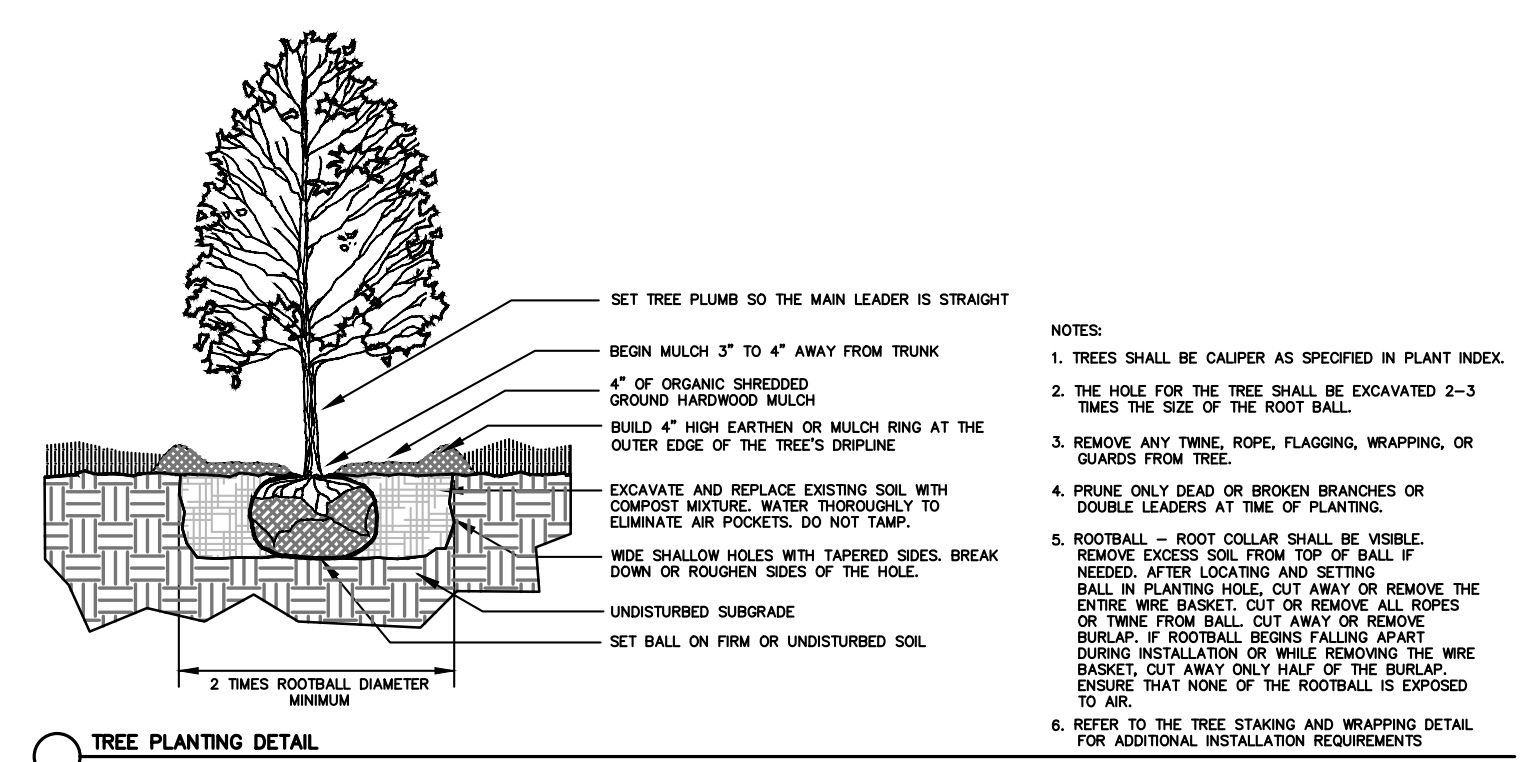 SET TREE PLUMB SO THE MAIN LEADER IS STRAIGHT
BEGIN MULCH 3" TO 4" AWAY FROM TRUNK
4" OF ORGANIC SHREDDED
GROUND HARDWOOD MULCH
BUILD 4" HIGH EARTHEN OR MULCH RING AT THE
OUTER EDGE OF THE TREE'S DRIPLINE
EXCAVATE AND REPLACE EXISTING SOIL WITH
COMPOST MIXTURE. WATER THOROUGHLY TO
ELIMINATE AIR POCKETS. DO NOT TAMP.
WIDE SHALLOW HOLES WITH TAPERED SIDES. BREAK
DOWN OR ROUGHEN SIDES OF THE HOLE.
UNDISTURBED SUBGRADE
SET BALL ON FIRM OR UNDISTURBED SOIL
2 TIMES ROOTBALL DIAMETER
MINIMUM
NOTES:
1. TREES SHALL BE CALIPER AS SPECIFIED IN PLANT INDEX.
2. THE HOLE FOR THE TREE SHALL BE EXCAVATED 2-3
TIMES THE SIZE OF THE ROOT BALL.
3. REMOVE ANY TWINE, ROPE, FLAGGING, WRAPPING, OR
GUARDS FROM TREE.
4. PRUNE ONLY DEAD OR BROKEN BRANCHES OR
DOUBLE LEADERS AT TIME OF PLANTING.
5. ROOTBALL - ROOT COLLAR SHALL BE VISIBLE.
REMOVE EXCESS SOIL FROM TOP OF BALL IF
NEEDED. AFTER LOCATING AND SETTING
BALL IN PLANTING HOLE, CUT AWAY OR REMOVE THE
ENTIRE WIRE BASKET. CUT OR REMOVE ALL ROPES
OR TWINE FROM BALL. CUT AWAY OR REMOVE
BURLAP. IF ROOTBALL BEGINS FALLING APART
DURING INSTALLATION OR WHILE REMOVING THE WIRE
BASKET, CUT AWAY ONLY HALF OF THE BURLAP.
ENSURE THAT NONE OF THE ROOTBALL IS EXPOSED
TO AIR.
6. REFER TO THE TREE STAKING AND WRAPPING DETAIL
FOR ADDITIONAL INSTALLATION REQUIREMENTS
TREE PLANTING DETAIL